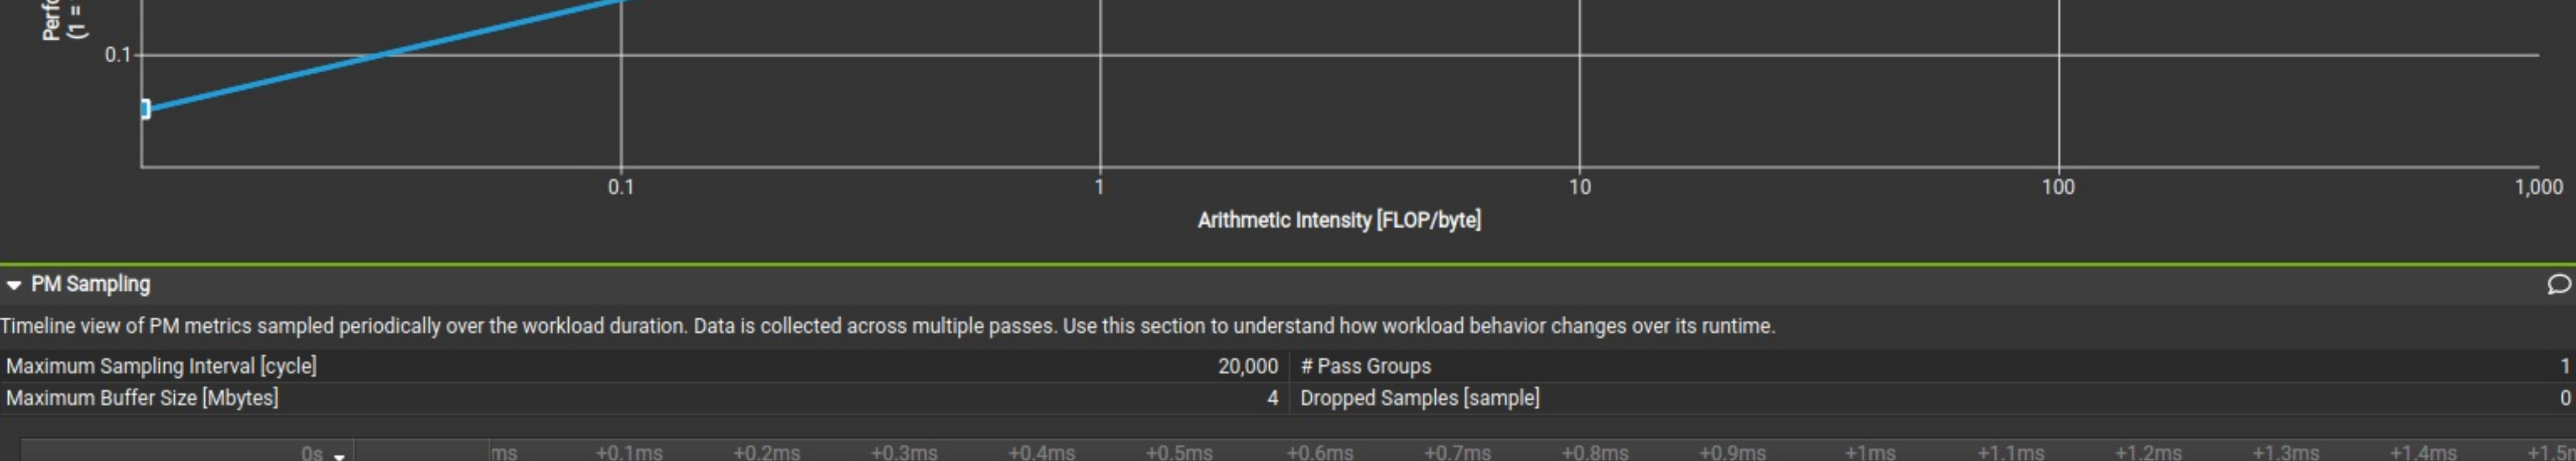 Perfo
(1 =
0.1
0.1 1 10 100 1,000
Arithmetic Intensity [FLOP/byte]
PM Sampling
Timeline view of PM metrics sampled periodically over the workload duration. Data is collected across multiple passes. Use this section to understand how workload behavior changes over its runtime.
Maximum Sampling Interval [cycle] 20,000 # Pass Groups 1
Maximum Buffer Size [Mbytes] 4 Dropped Samples [sample] 0
0s ms +0.1ms +0.2ms +0.3ms +0.4ms +0.5ms +0.6ms +0.7ms +0.8ms +0.9ms +1ms +1.1ms +1.2ms +1.3ms +1.4ms